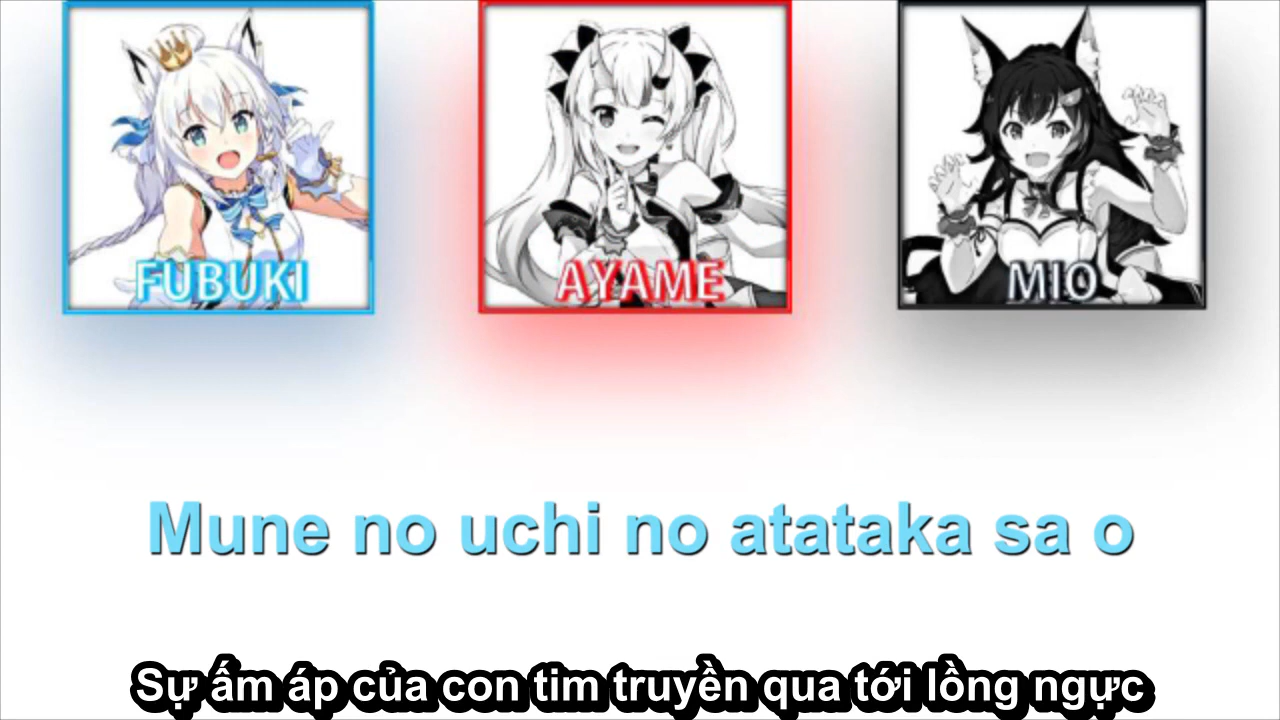 FUBUKI
AYAME
MIO
Mune no uchi no atataka sa o
Sự ấm áp của con tim truyền qua tới lồng ngực